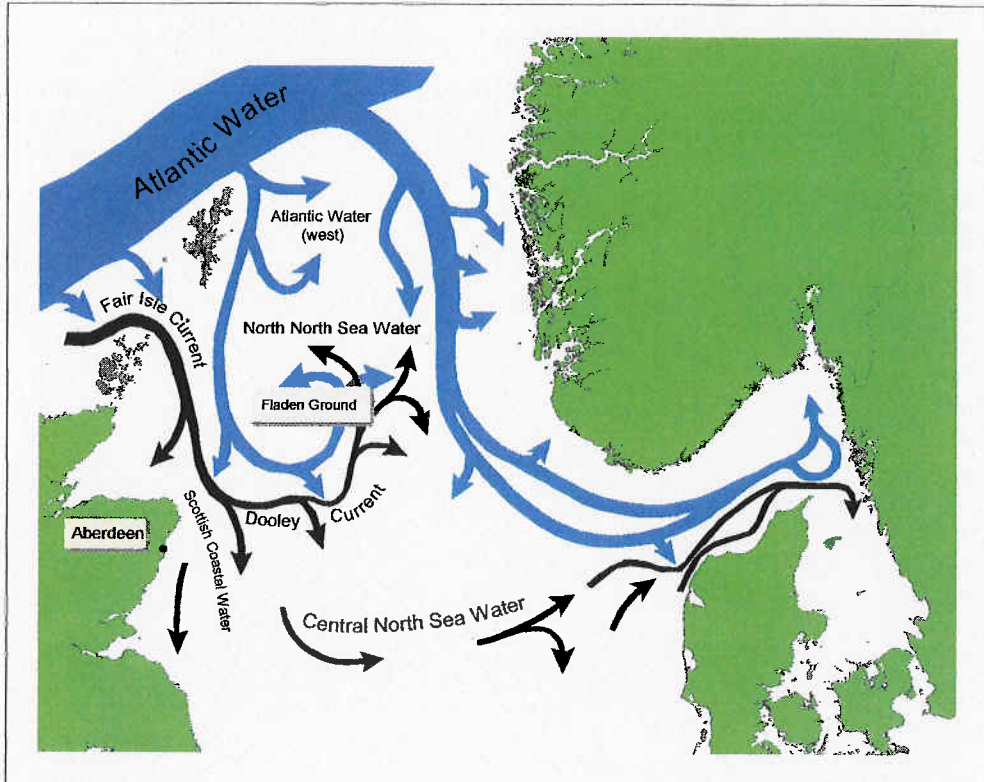 Atlantic Water
Atlantic Water
(west)
Fair Isle Current
North North Sea Water
Fladen Ground
Dooley Current
Scottish Coastal Water
Aberdeen
Central North Sea Water